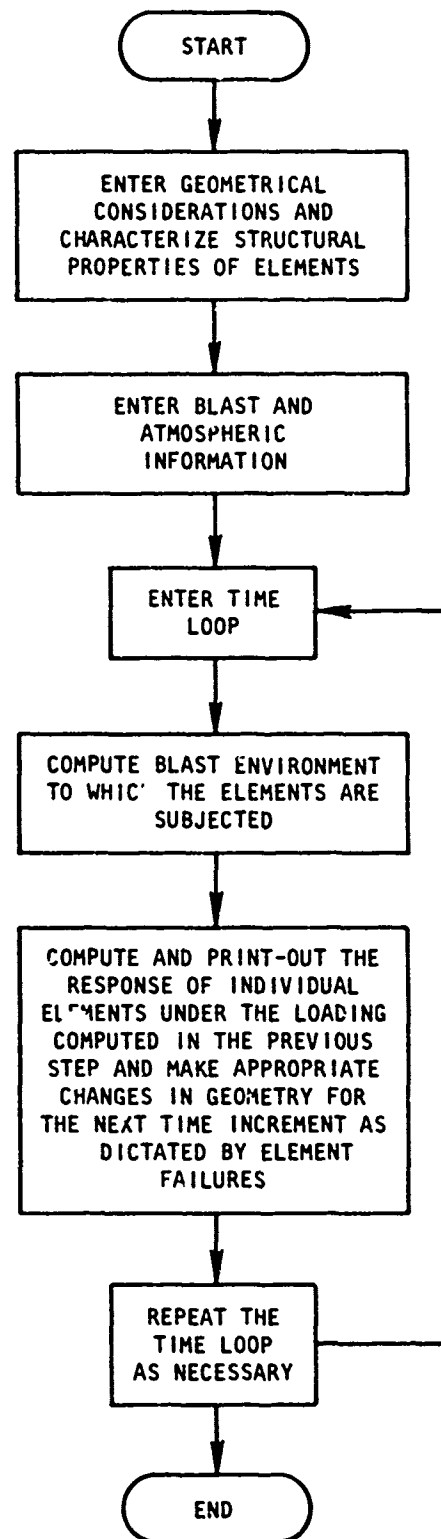 START
ENTER GEOMETRICAL
CONSIDERATIONS AND
CHARACTERIZE STRUCTURAL
PROPERTIES OF ELEMENTS
ENTER BLAST AND
ATMOSPHERIC
INFORMATION
ENTER TIME
LOOP
COMPUTE BLAST ENVIRONMENT
TO WHIC' THE ELEMENTS ARE
SUBJECTED
COMPUTE AND PRINT-OUT THE
RESPONSE OF INDIVIDUAL
ELEMENTS UNDER THE LOADING
COMPUTED IN THE PREVIOUS
STEP AND MAKE APPROPRIATE
CHANGES IN GEOMETRY FOR
THE NEXT TIME INCREMENT AS
DICTATED BY ELEMENT
FAILURES
REPEAT THE
TIME LOOP
AS NECESSARY
END